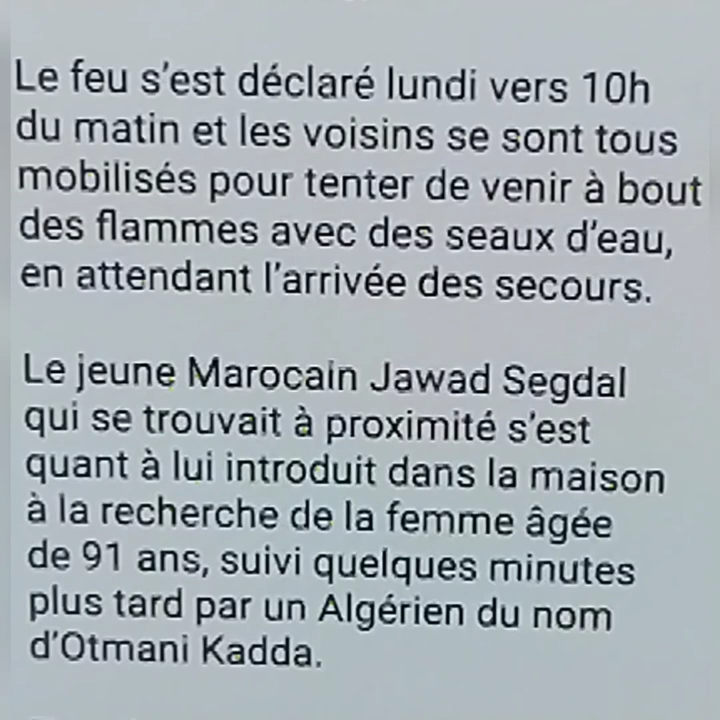 Le feu s'est déclaré lundi vers 10h
du matin et les voisins se sont tous
mobilisés pour tenter de venir à bout
des flammes avec des seaux d'eau,
en attendant l'arrivée des secours.
Le jeune Marocain Jawad Segdal
qui se trouvait à proximité s'est
quant à lui introduit dans la maison
à la recherche de la femme âgée
de 91 ans, suivi quelques minutes
plus tard par un Algérien du nom
d'Otmani Kadda.